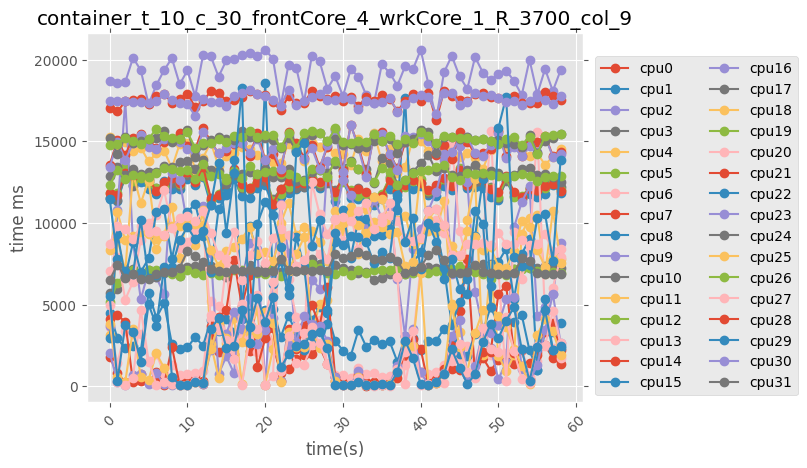 container_t_10_c_30_frontCore_4_wrkCore_1_R_3700_col_9
20000
15000
10000
5000
0
time ms
0
10
20
30
40
50
60
time(s)
cpu0
cpu1
cpu2
cpu3
cpu4
cpu5
cpu6
cpu7
cpu8
cpu9
cpu10
cpu11
cpu12
cpu13
cpu14
cpu15
cpu16
cpu17
cpu18
cpu19
cpu20
cpu21
cpu22
cpu23
cpu24
cpu25
cpu26
cpu27
cpu28
cpu29
cpu30
cpu31